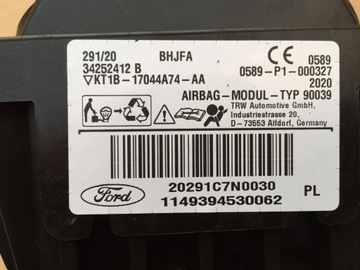 291/20 BHJFA CE 0589
34252412 B 0589-P1-000327
▽KT1B-17044A74-AA 2020
AIRBAG-MODUL-TYP 90039
TRW Automotive GmbH,
Industriestrasse 20,
D-73553 Alfdorf, Germany
Ford 20291C7N0030 PL
1149394530062